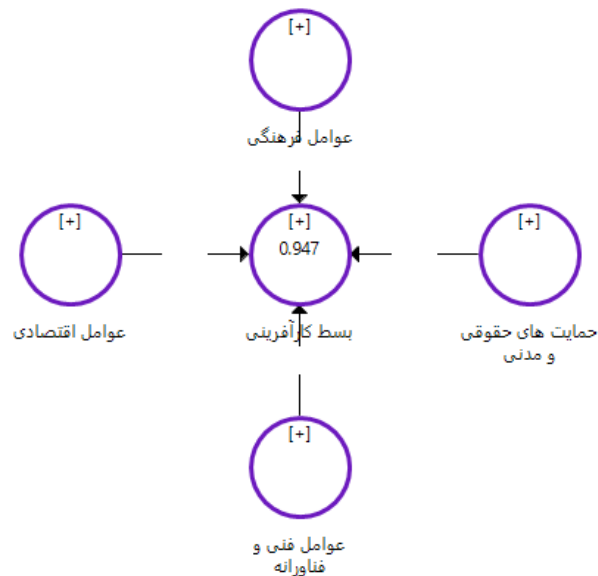 [+]
عوامل فرهنگی
[+]
عوامل اقتصادی
[+]
0.947
بسط کارآفرینی
[+]
حمایت های حقوقی
و مدنی
[+]
عوامل فنی و
فناورانه